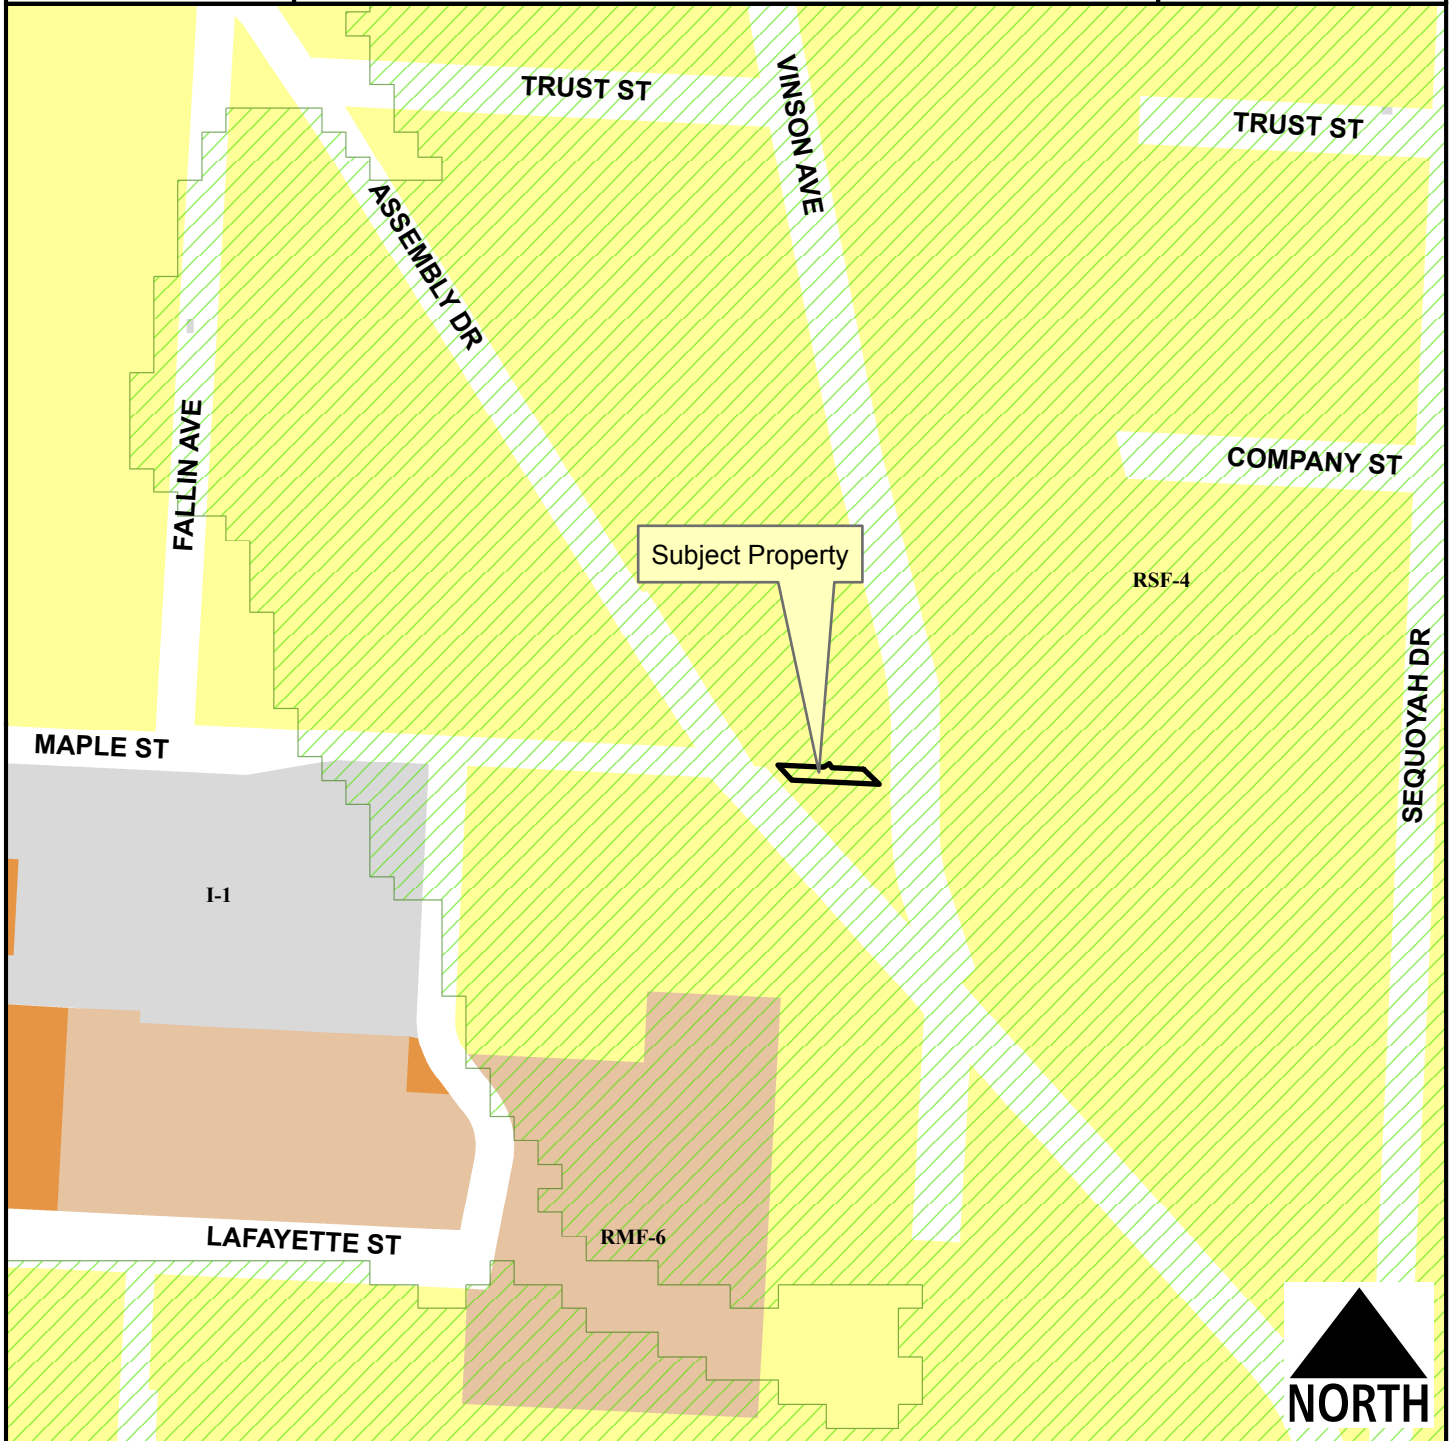 TRUST ST
VINSON AVE
TRUST ST
ASSEMBLY DR
FALLIN AVE
COMPANY ST
Subject Property
RSF-4
SEQUOYAH DR
MAPLE ST
I-1
RMF-6
LAFAYETTE ST
NORTH